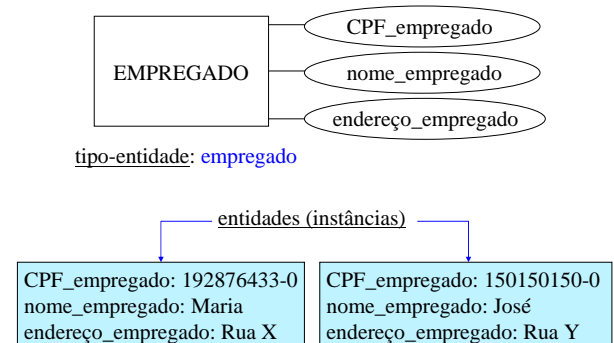 CPF_empregado
EMPREGADO
nome_empregado
endereço_empregado
tipo-entidade: empregado
entidades (instâncias)
CPF_empregado: 192876433-0
nome_empregado: Maria
endereço_empregado: Rua X
CPF_empregado: 150150150-0
nome_empregado: José
endereço_empregado: Rua Y